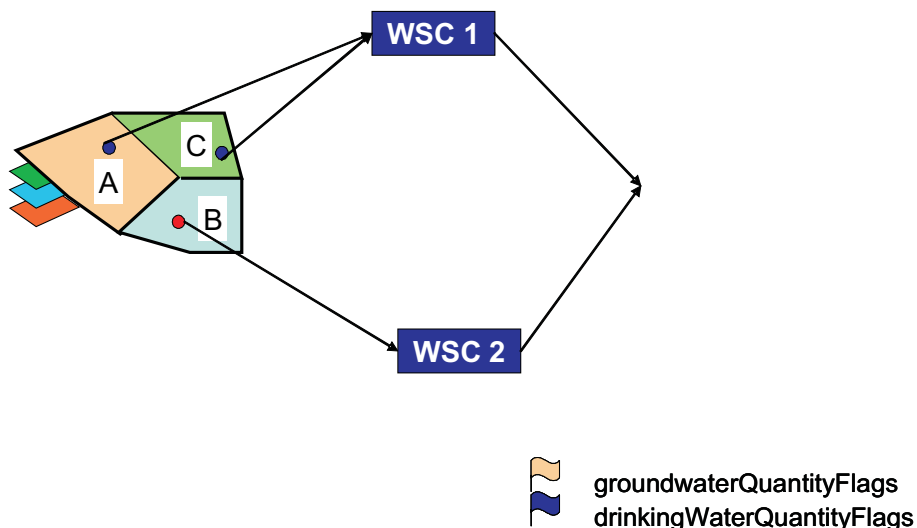 WSC 1
C
A
B
WSC 2
groundwaterQuantityFlags
drinkingWaterQuantityFlags